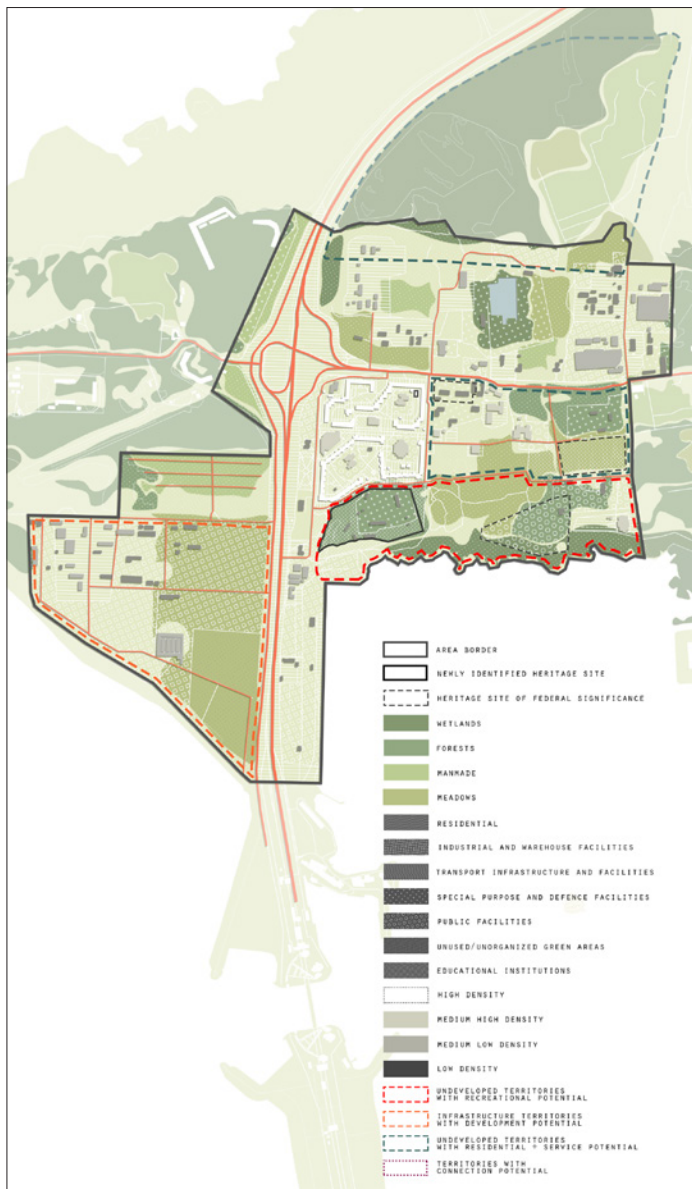 AREA BORDER
NEWLY IDENTIFIED HERITAGE SITE
HERITAGE SITE OF FEDERAL SIGNIFICANCE
WETLANDS
FORESTS
MANMADE
MEADOWS
RESIDENTIAL
INDUSTRIAL AND WAREHOUSE FACILITIES
TRANSPORT INFRASTRUCTURE AND FACILITIES
SPECIAL PURPOSE AND DEFENCE FACILITIES
PUBLIC FACILITIES
UNUSED/UNORGANIZED GREEN AREAS
EDUCATIONAL INSTITUTIONS
HIGH DENSITY
MEDIUM HIGH DENSITY
MEDIUM LOW DENSITY
LOW DENSITY
UNDEVELOPED TERRITORIES
WITH RECREATIONAL POTENTIAL
INFRASTRUCTURE TERRITORIES
WITH DEVELOPMENT POTENTIAL
UNDEVELOPED TERRITORIES
WITH RESIDENTIAL + SERVICE POTENTIAL
TERRITORIES WITH
CONNECTION POTENTIAL